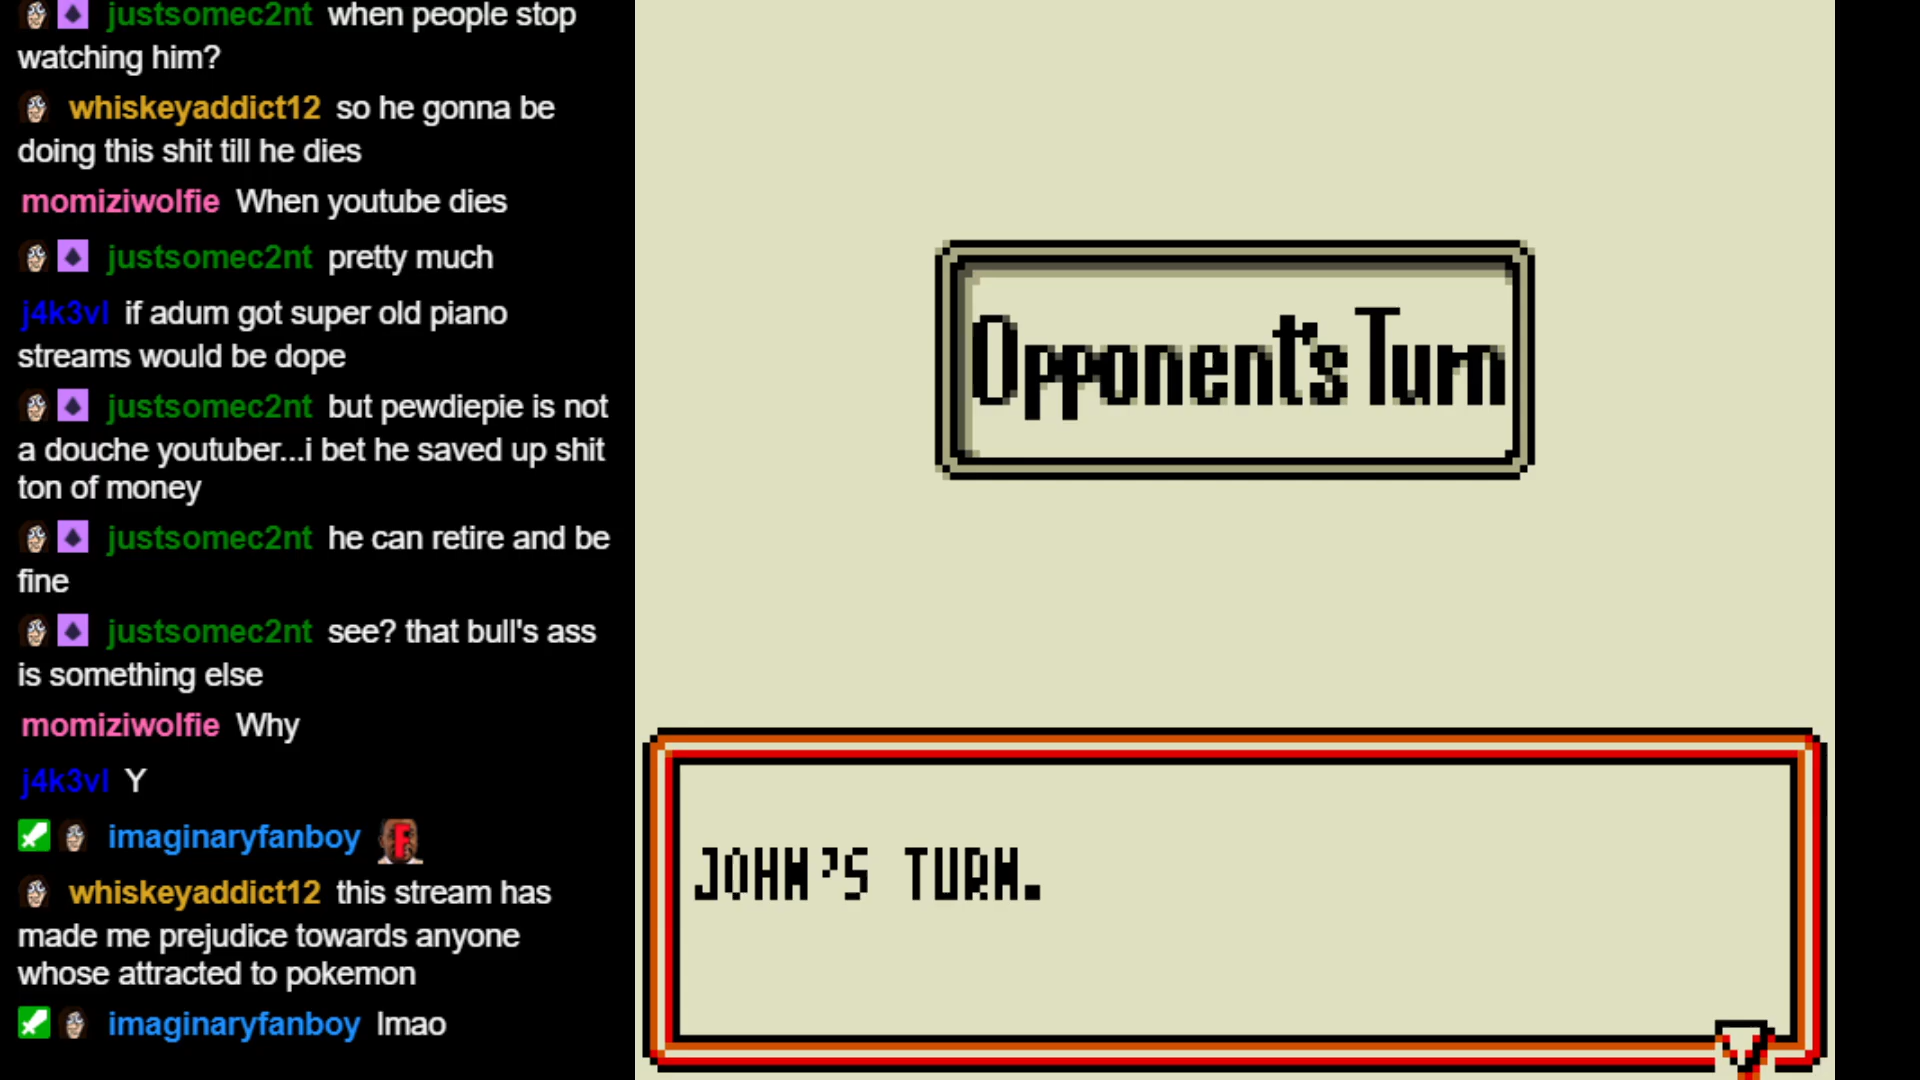 justsomec2nt when people stop
watching him?
whiskeyaddict12 so he gonna be
doing this shit till he dies
momiziwolfie When youtube dies
justsomec2nt pretty much
j4k3vl if adum got super old piano
streams would be dope
justsomec2nt but pewdiepie is not
a douche youtuber...i bet he saved up shit
ton of money
justsomec2nt he can retire and be
fine
justsomec2nt see? that bull's ass
is something else
momiziwolfie Why
j4k3vl Y
imaginaryfanboy F
whiskeyaddict12 this stream has
made me prejudice towards anyone
whose attracted to pokemon
imaginaryfanboy lmao
Opponent's Turn
JOHN'S TURN.